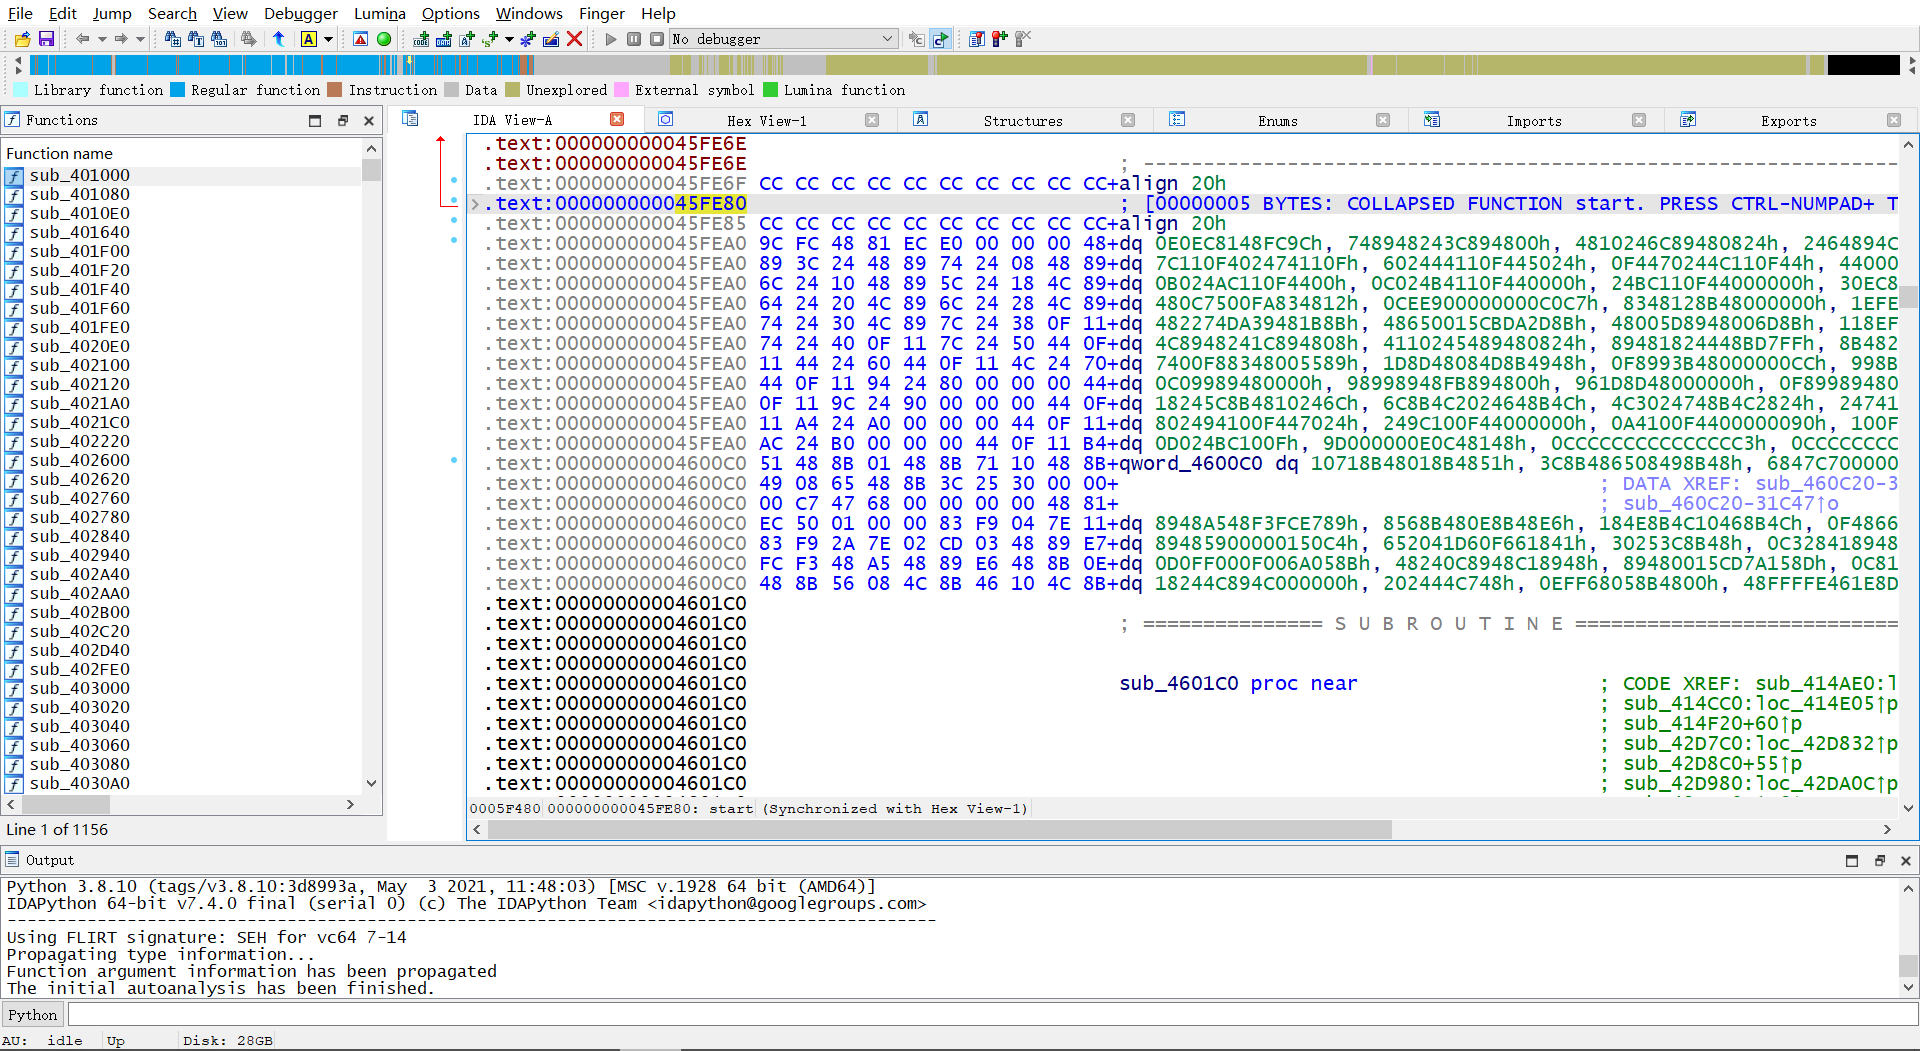 File Edit Jump Search View Debugger Lumina Options Windows Finger Help
No debugger
Library function Regular function Instruction Data Unexplored External symbol Lumina function
Functions
IDA View-A
Hex View-1
Structures
Enums
Imports
Exports
Function name
sub_401000
sub_401080
sub_4010E0
sub_401640
sub_401F00
sub_401F20
sub_401F40
sub_401F60
sub_401FE0
sub_4020E0
sub_402100
sub_402120
sub_4021A0
sub_4021C0
sub_402220
sub_402600
sub_402620
sub_402760
sub_402780
sub_402840
sub_402940
sub_402A40
sub_402AA0
sub_402B00
sub_402C20
sub_402D40
sub_402FE0
sub_403000
sub_403020
sub_403040
sub_403060
sub_403080
sub_4030A0
Line 1 of 1156
.text:000000000045FE6E
.text:000000000045FE6E ; ----------------------------------------------------------------
.text:000000000045FE6F CC CC CC CC CC CC CC CC CC CC+align 20h
.text:000000000045FE80 ; [00000005 BYTES: COLLAPSED FUNCTION start. PRESS CTRL-NUMPAD+ T
.text:000000000045FE85 CC CC CC CC CC CC CC CC CC CC+align 20h
.text:000000000045FEA0 9C FC 48 81 EC E0 00 00 00 48+dq 0E0EC8148FC9Ch, 748948243C894800h, 4810246C89480824h, 2464894C
.text:000000000045FEA0 89 3C 24 48 89 74 24 08 48 89+dq 7C110F402474110Fh, 602444110F445024h, 0F4470244C110F44h, 44000
.text:000000000045FEA0 6C 24 10 48 89 5C 24 18 4C 89+dq 0B024AC110F4400h, 0C024B4110F440000h, 24BC110F44000000h, 30EC8
.text:000000000045FEA0 64 24 20 4C 89 6C 24 28 4C 89+dq 480C7500FA834812h, 0CEE900000000C0C7h, 8348128B48000000h, 1EFE
.text:000000000045FEA0 74 24 30 4C 89 7C 24 38 0F 11+dq 482274DA39481B8Bh, 48650015CBDA2D8Bh, 48005D8948006D8Bh, 118EF
.text:000000000045FEA0 74 24 40 0F 11 7C 24 50 44 0F+dq 4C8948241C894808h, 4110245489480824h, 89481824448BD7FFh, 8B482
.text:000000000045FEA0 11 44 24 60 44 0F 11 4C 24 70+dq 7400F88348005589h, 1D8D48084D8B4948h, 0F8993B48000000CCh, 998B
.text:000000000045FEA0 44 0F 11 94 24 80 00 00 00 44+dq 0C09989480000h, 98998948FB894800h, 961D8D48000000h, 0F89989480
.text:000000000045FEA0 0F 11 9C 24 90 00 00 00 44 0F+dq 18245C8B4810246Ch, 6C8B4C2024648B4Ch, 4C3024748B4C2824h, 24741
.text:000000000045FEA0 11 A4 24 A0 00 00 00 44 0F 11+dq 802494100F447024h, 249C100F44000000h, 0A4100F4400000090h, 100F
.text:000000000045FEA0 AC 24 B0 00 00 00 44 0F 11 B4+dq 0D024BC100Fh, 9D000000E0C48148h, 0CCCCCCCCCCCCCCC3h, 0CCCCCCCC
.text:00000000004600C0 51 48 8B 01 48 8B 71 10 48 8B+qword_4600C0 dq 10718B48018B4851h, 3C8B486508498B48h, 6847C700000
.text:00000000004600C0 49 08 65 48 8B 3C 25 30 00 00+ ; DATA XREF: sub_460C20-3
.text:00000000004600C0 00 C7 47 68 00 00 00 00 48 81+ ; sub_460C20-31C47↑o
.text:00000000004600C0 EC 50 01 00 00 83 F9 04 7E 11+dq 8948A548F3FCE789h, 8568B480E8B48E6h, 184E8B4C10468B4Ch, 0F4866
.text:00000000004600C0 83 F9 2A 7E 02 CD 03 48 89 E7+dq 89485900000150C4h, 652041D60F661841h, 30253C8B48h, 0C328418948
.text:00000000004600C0 FC F3 48 A5 48 89 E6 48 8B 0E+dq 0D0FF000F006A058Bh, 48240C8948C18948h, 89480015CD7A158Dh, 0C81
.text:00000000004600C0 48 8B 56 08 4C 8B 46 10 4C 8B+dq 18244C894C000000h, 202444C748h, 0EFF68058B4800h, 48FFFFE461E8D
.text:00000000004601C0
.text:00000000004601C0 ; =============== S U B R O U T I N E ===========================
.text:00000000004601C0
.text:00000000004601C0
.text:00000000004601C0 sub_4601C0 proc near ; CODE XREF: sub_414AE0:l
.text:00000000004601C0 ; sub_414CC0:loc_414E05↑p
.text:00000000004601C0 ; sub_414F20+60↑p
.text:00000000004601C0 ; sub_42D7C0:loc_42D832↑p
.text:00000000004601C0 ; sub_42D8C0+55↑p
.text:00000000004601C0 ; sub_42D980:loc_42DA0C↑p
0005F480 000000000045FE80: start (Synchronized with Hex View-1)
Output
Python 3.8.10 (tags/v3.8.10:3d8993a, May  3 2021, 11:48:03) [MSC v.1928 64 bit (AMD64)]
IDAPython 64-bit v7.4.0 final (serial 0) (c) The IDAPython Team <idapython@googlegroups.com>
---------------------------------------------------------------------------------------------
Using FLIRT signature: SEH for vc64 7-14
Propagating type information...
Function argument information has been propagated
The initial autoanalysis has been finished.
Python
AU: idle Up Disk: 28GB